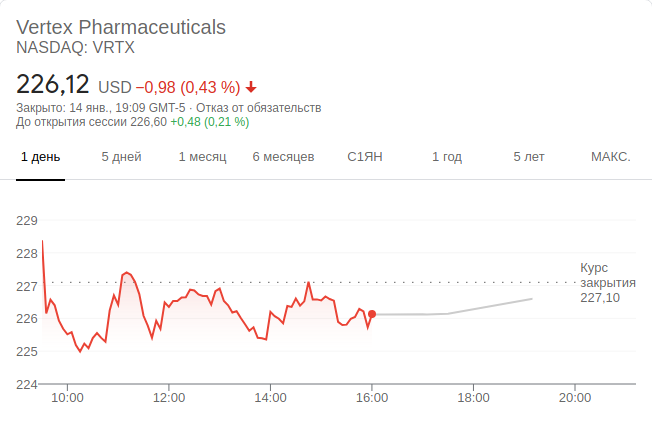 Vertex Pharmaceuticals
NASDAQ: VRTX
226,12 USD −0,98 (0,43 %)
Закрыто: 14 янв., 19:09 GMT-5 · Отказ от обязательств
До открытия сессии 226,60 +0,48 (0,21 %)
1 день 5 дней 1 месяц 6 месяцев С1ЯН 1 год 5 лет МАКС.
229
228
227
226
225
224
Курс
закрытия
227,10
10:00 12:00 14:00 16:00 18:00 20:00